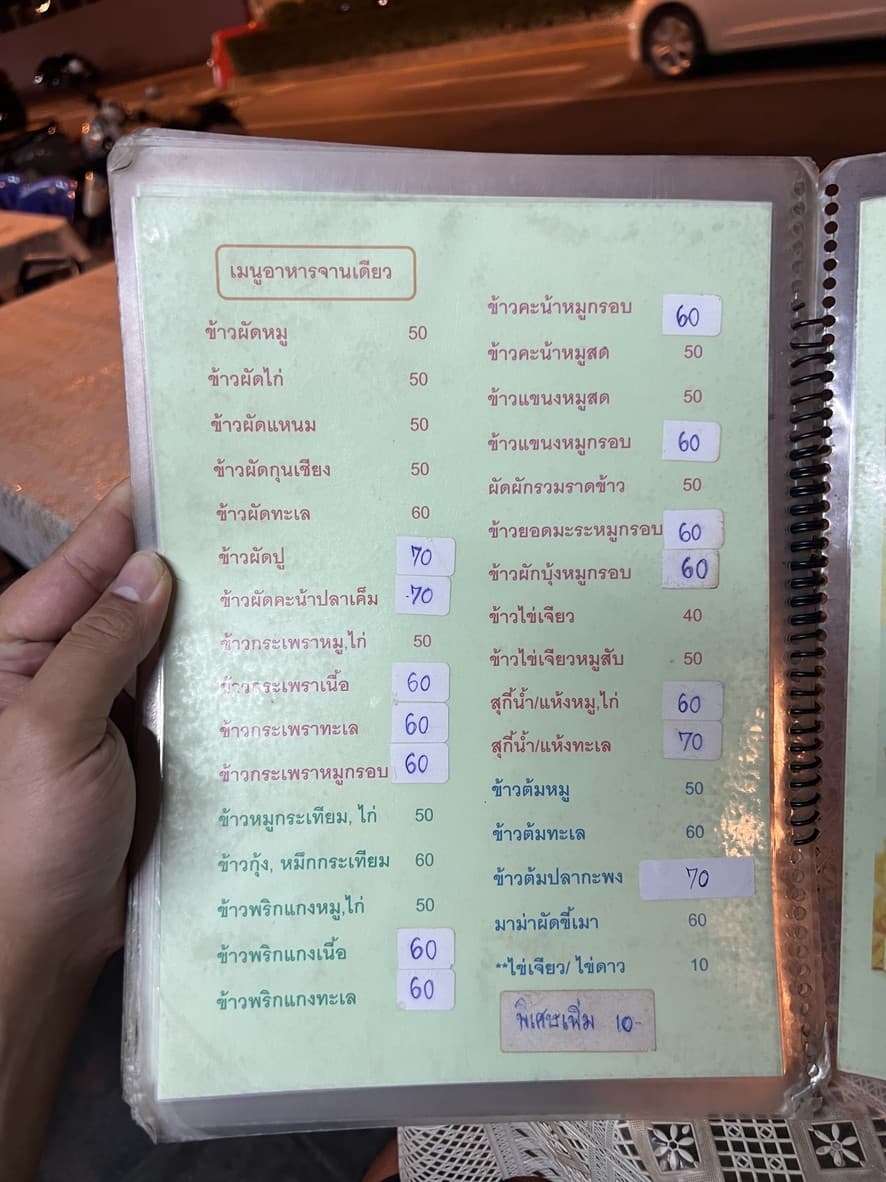 เมนูอาหารจานเดียว
ข้าวผัดหมู 50
ข้าวผัดไก่ 50
ข้าวผัดแหนม 50
ข้าวผัดกุนเชียง 50
ข้าวผัดทะเล 60
ข้าวผัดปู 70
ข้าวผัดคะน้าปลาเค็ม 70
ข้าวกระเพราหมู,ไก่ 50
ข้าวกระเพราเนื้อ 60
ข้าวกระเพราทะเล 60
ข้าวกระเพราหมูกรอบ 60
ข้าวหมูกระเทียม, ไก่ 50
ข้าวกุ้ง, หมึกกระเทียม 60
ข้าวพริกแกงหมู,ไก่ 50
ข้าวพริกแกงเนื้อ 60
ข้าวพริกแกงทะเล 60
ข้าวคะน้าหมูกรอบ 60
ข้าวคะน้าหมูสด 50
ข้าวแขนงหมูสด 50
ข้าวแขนงหมูกรอบ 60
ผัดผักรวมราดข้าว 50
ข้าวยอดมะระหมูกรอบ 60
ข้าวผักบุ้งหมูกรอบ 60
ข้าวไข่เจียว 40
ข้าวไข่เจียวหมูสับ 50
สุกี้น้ำ/แห้งหมู,ไก่ 60
สุกี้น้ำ/แห้งทะเล 70
ข้าวต้มหมู 50
ข้าวต้มทะเล 60
ข้าวต้มปลากะพง 70
มาม่าผัดขี้เมา 60
**ไข่เจียว/ ไข่ดาว 10
พิเศษเพิ่ม 10-